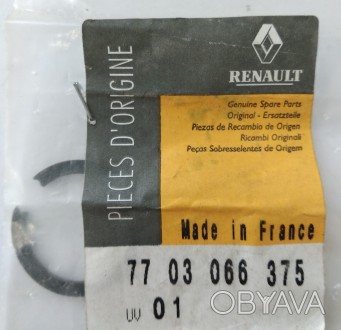 PIECES D'ORIGINE
RENAULT
Genuine Spare Parts
Original - Ersatzteile
Piezas de Recambio de Origen
Ricambi Originali
Peças Sobresselentes de Origem
Made in France
77 03 066 375
UV 01
OBYAVA